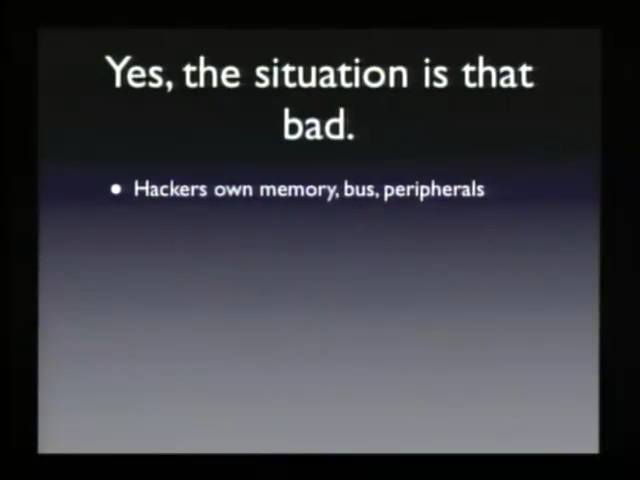 Yes, the situation is that
bad.
• Hackers own memory, bus, peripherals